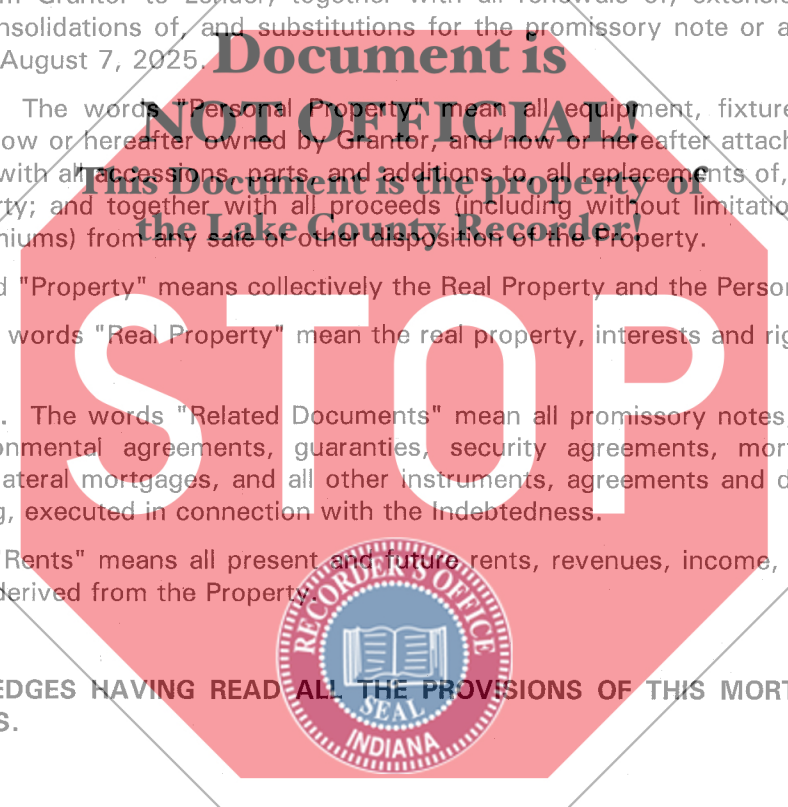 m Grantor to Lender, together with all renewals of, extensio
nsolidations of, and substitutions for the promissory note or a
August 7, 2025.
Document is
The words "Personal Property" mean all equipment, fixture
NOT OFFICIAL!
ow or hereafter owned by Grantor, and now or hereafter attach
with all accessions, parts, and additions to, all replacements of,
This Document is the property of
rty; and together with all proceeds (including without limitatio
the Lake County Recorder!
niums) from any sale or other disposition of the Property.
d "Property" means collectively the Real Property and the Person
words "Real Property" mean the real property, interests and rig
STOP
. The words "Related Documents" mean all promissory notes,
onmental agreements, guaranties, security agreements, mor
lateral mortgages, and all other instruments, agreements and d
g, executed in connection with the Indebtedness.
"Rents" means all present and future rents, revenues, income,
derived from the Property.
RECORDER'S OFFICE
SEAL
INDIANA
EDGES HAVING READ ALL THE PROVISIONS OF THIS MORT
S.